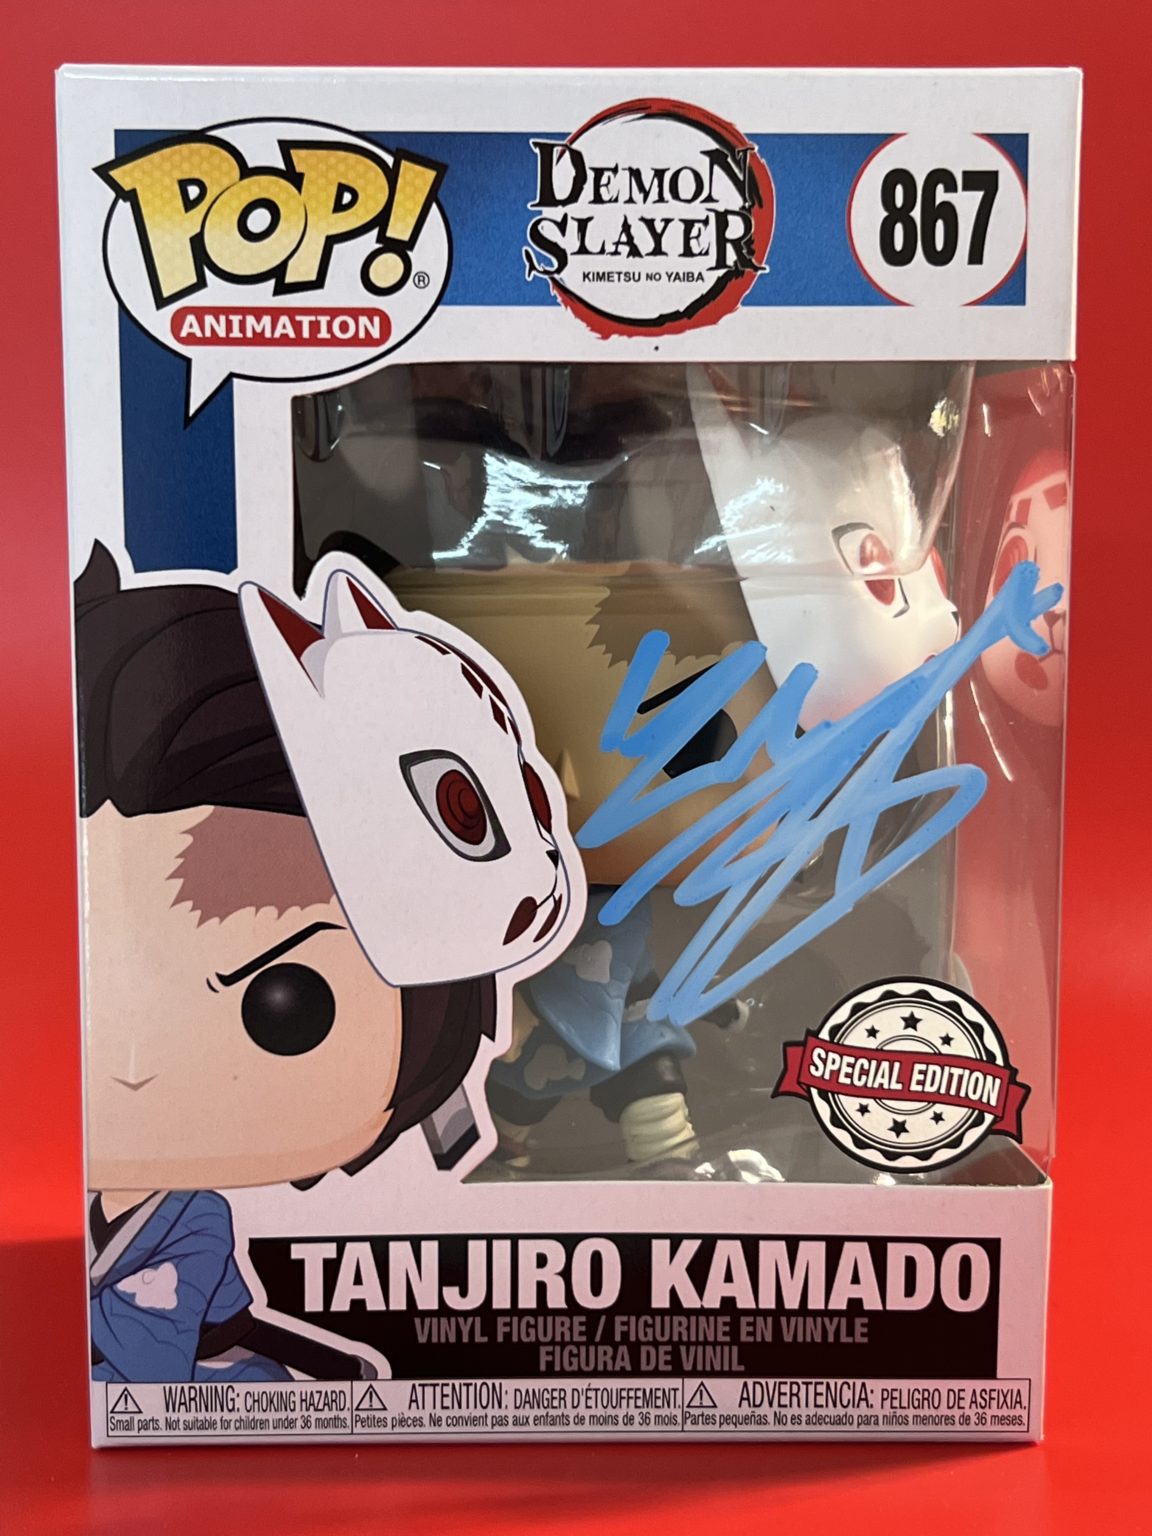 POP!®
ANIMATION
DEMON
SLAYER
KIMETSU NO YAIBA
867
SPECIAL EDITION
TANJIRO KAMADO
VINYL FIGURE / FIGURINE EN VINYLE
FIGURA DE VINIL
WARNING: CHOKING HAZARD.
Small parts. Not suitable for children under 36 months.
ATTENTION: DANGER D'ÉTOUFFEMENT.
Petites pièces. Ne convient pas aux enfants de moins de 36 mois.
ADVERTENCIA: PELIGRO DE ASFIXIA.
Partes pequeñas. No es adecuado para niños menores de 36 meses.